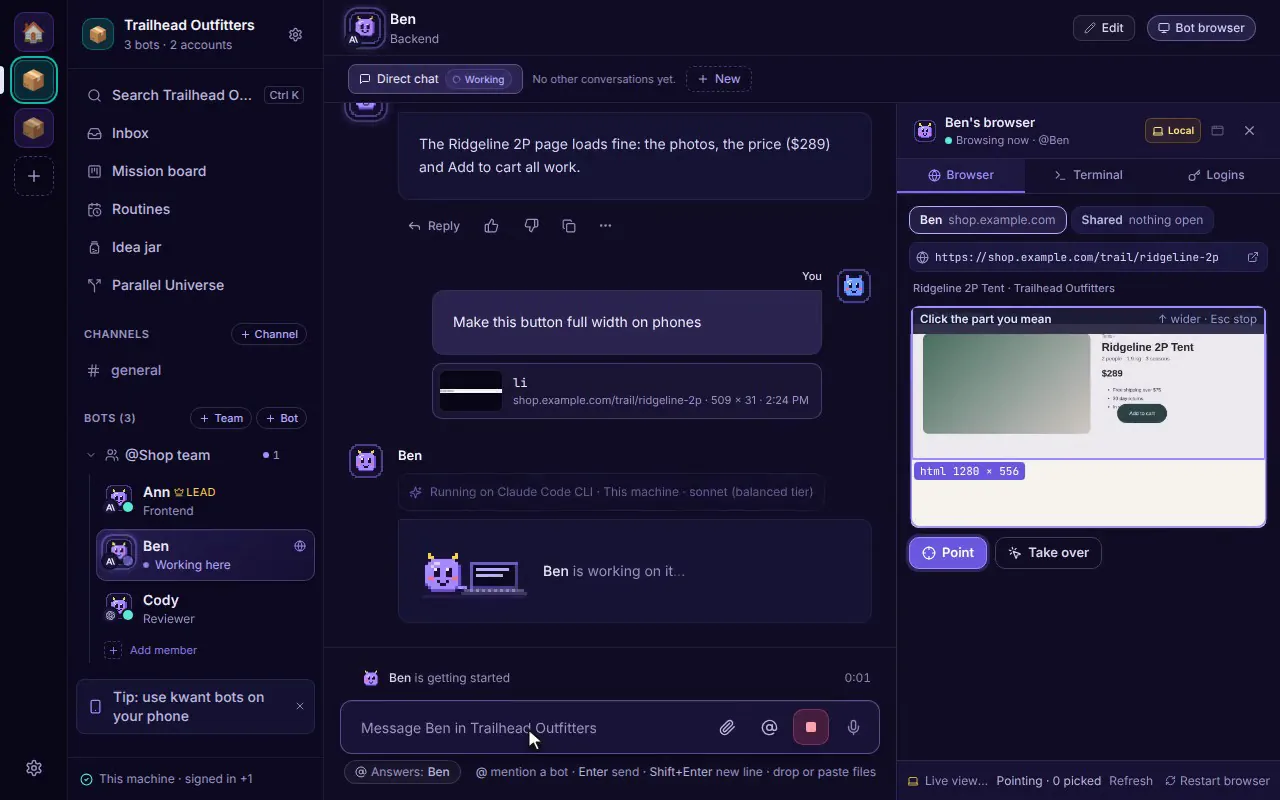 Trailhead Outfitters
3 bots · 2 accounts
Search Trailhead O... Ctrl K
Inbox
Mission board
Routines
Idea jar
Parallel Universe
CHANNELS + Channel
# general
BOTS (3) + Team + Bot
@Shop team 1
Ann LEAD
Frontend
Ben
Working here
Cody
Reviewer
+ Add member
Tip: use kwant bots on
your phone
This machine · signed in +1
Ben
Backend
Edit
Bot browser
Direct chat Working No other conversations yet. + New
The Ridgeline 2P page loads fine: the photos, the price ($289)
and Add to cart all work.
Reply
You
Make this button full width on phones
li
shop.example.com/trail/ridgeline-2p · 509 × 31 · 2:24 PM
Ben
Running on Claude Code CLI · This machine · sonnet (balanced tier)
Ben is working on it...
Ben is getting started 0:01
Message Ben in Trailhead Outfitters
@ Answers: Ben @ mention a bot · Enter send · Shift+Enter new line · drop or paste files
Ben's browser
Browsing now · @Ben
Local
Browser Terminal Logins
Ben shop.example.com Shared nothing open
https://shop.example.com/trail/ridgeline-2p
Ridgeline 2P Tent · Trailhead Outfitters
Click the part you mean ↑ wider · Esc stop
Ridgeline 2P Tent
$289
Free shipping over $75
30 day returns
Add to cart
html 1280 × 556
Point Take over
Live view... Pointing · 0 picked Refresh Restart browser